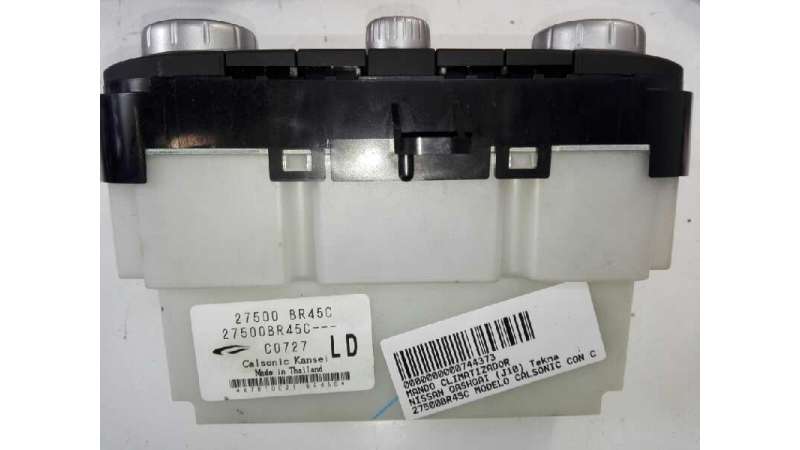 27500 BR45C
27500BR45C---
C0727 LD
Calsonic Kansei
Made in Thailand
0000000000744373
MANDO CLIMATIZADOR
NISSAN QASHQAI (J10) Tekna
27500BR45C MODELO CALSONIC CON C